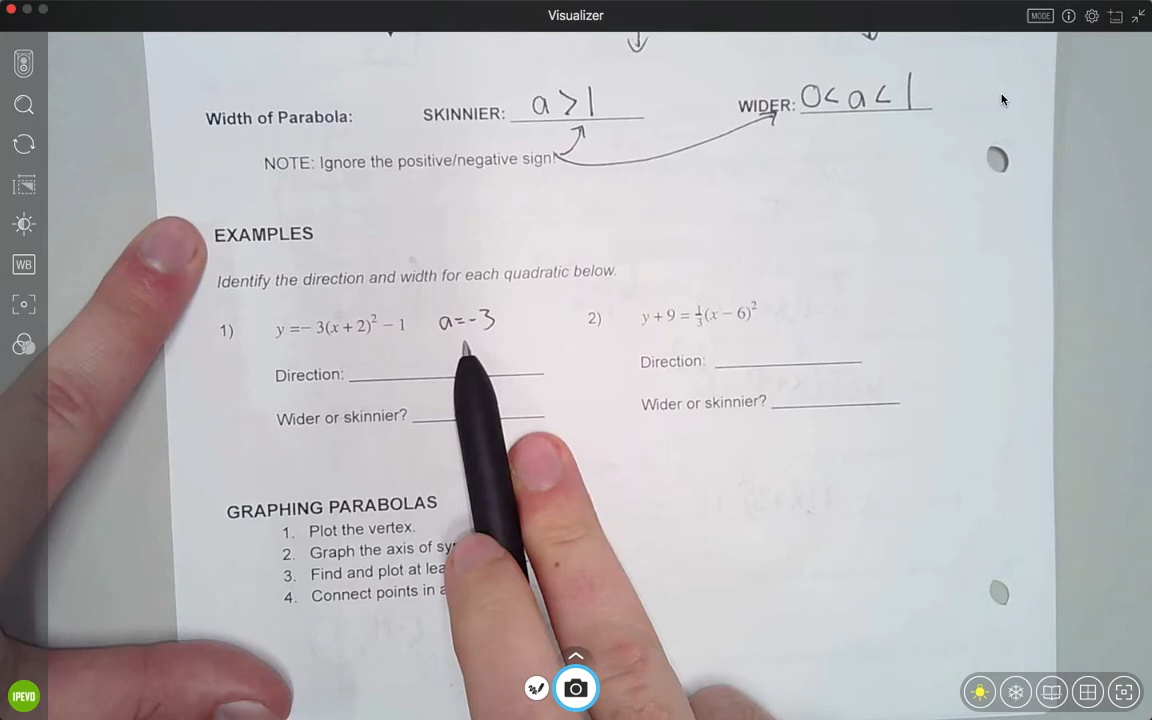 Visualizer
MODE
Width of Parabola: SKINNIER: a > 1 WIDER: 0 < a < 1
NOTE: Ignore the positive/negative sign!
EXAMPLES
Identify the direction and width for each quadratic below.
1) y = - 3(x + 2)² - 1 a = - 3 2) y + 9 = 1/3(x - 6)²
Direction: Direction:
Wider or skinnier? Wider or skinnier?
GRAPHING PARABOLAS
1. Plot the vertex.
2. Graph the axis of
3. Find and plot at
4. Connect points in
WB
IPEVO